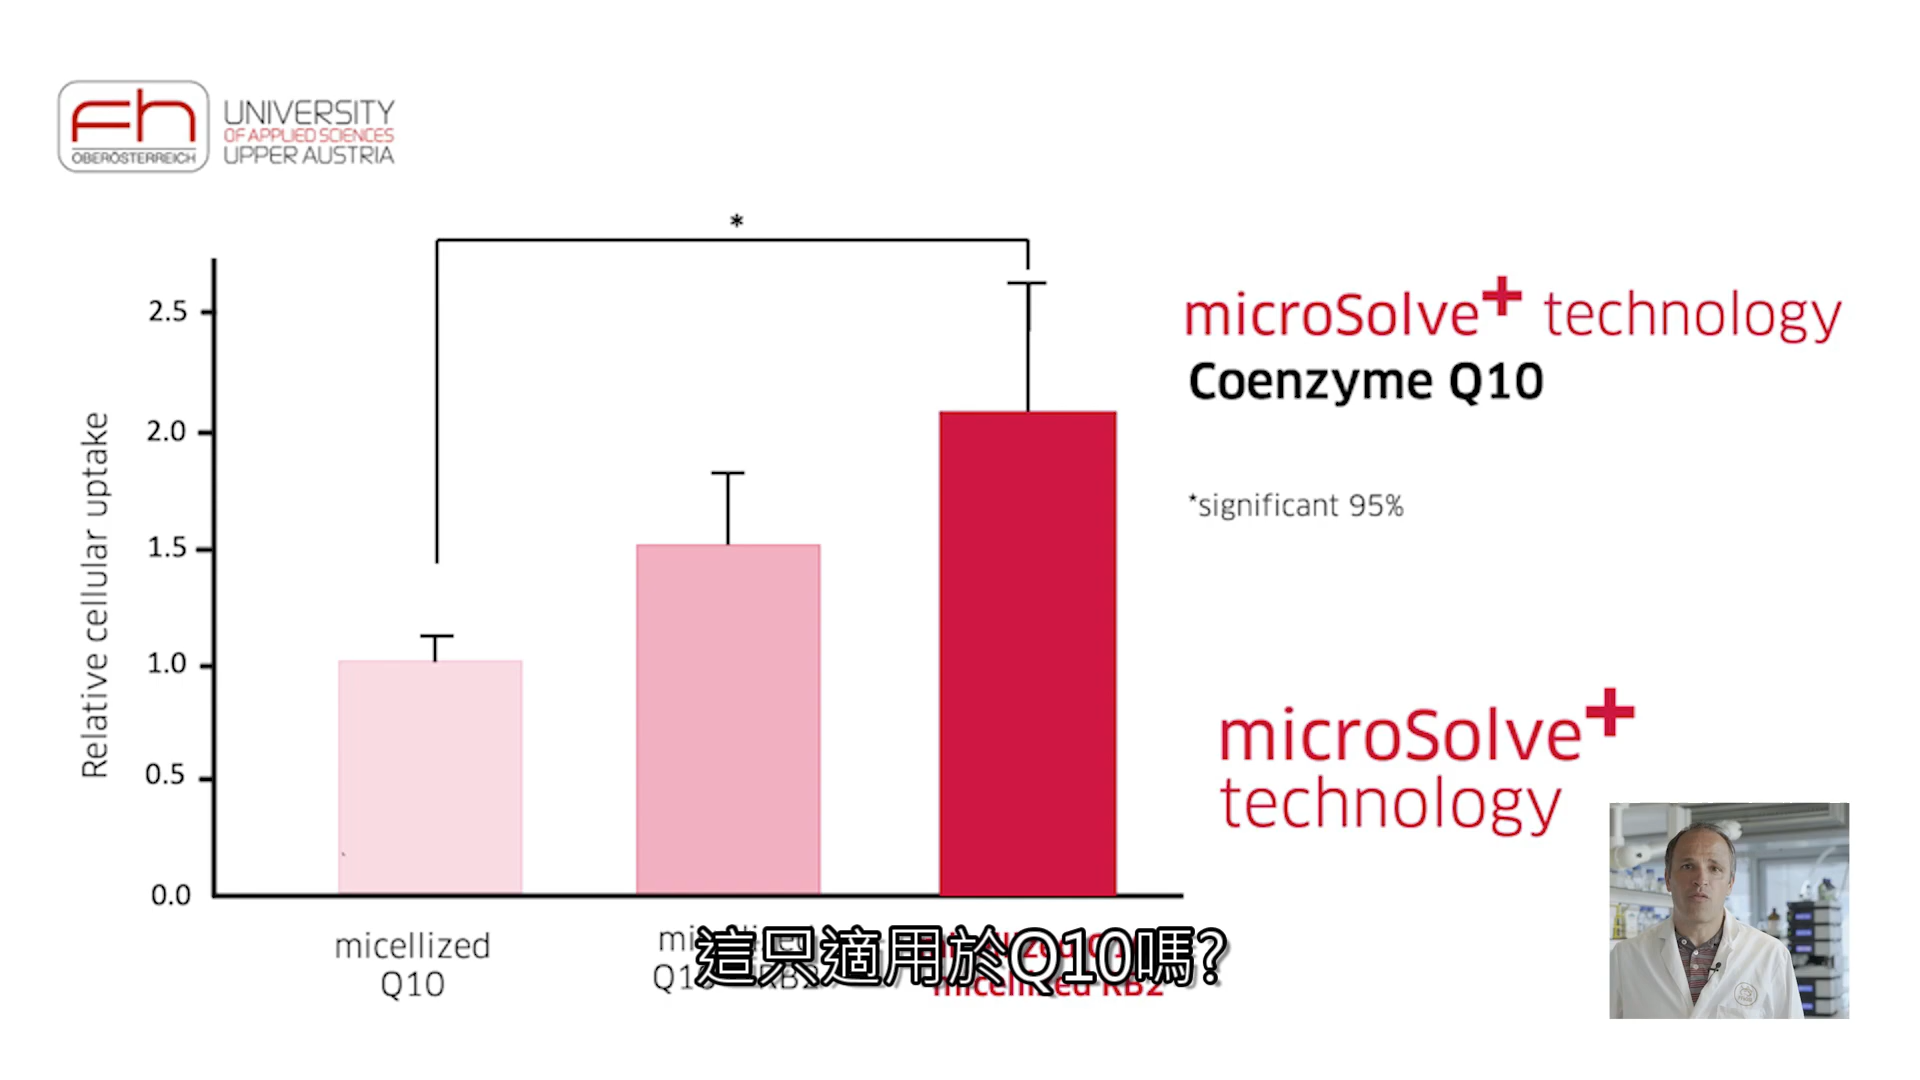 Fh
OBERÖSTERREICH
UNIVERSITY
OF APPLIED SCIENCES
UPPER AUSTRIA
*
2.5
2.0
1.5
1.0
0.5
0.0
Relative cellular uptake
microSolve+ technology
Coenzyme Q10
*significant 95%
microSolve+
technology
micellized
Q10
micellized RB2
這只適用於Q10嗎?